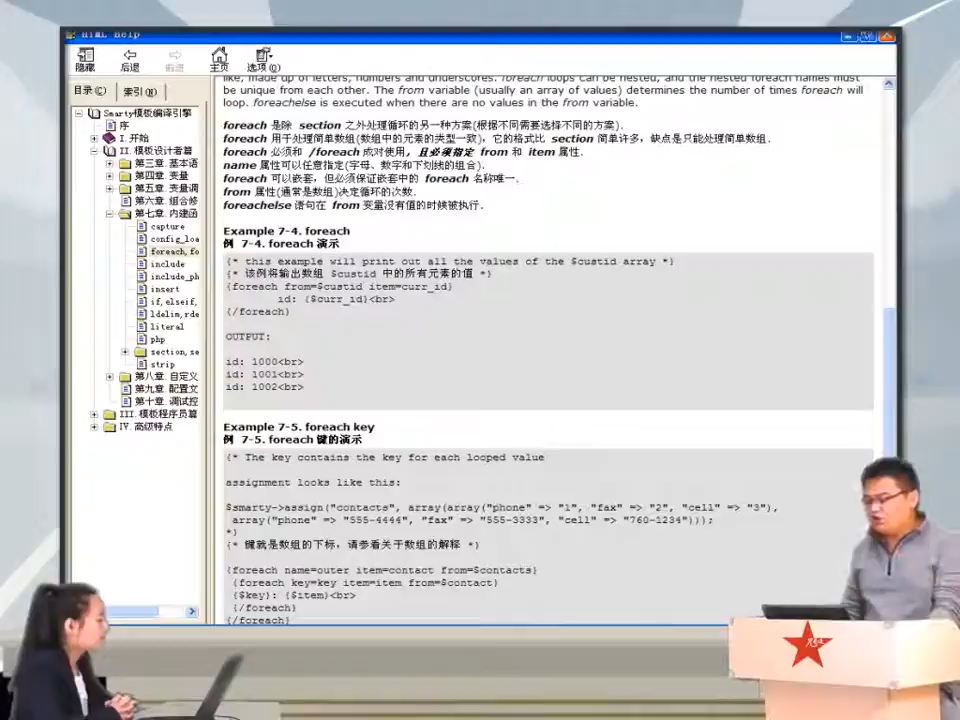 HTML Help
隐藏
后退
前进
主页
选项(O)
目录(C)
索引(N)
Smarty模板编译引擎
序
I. 开始
II. 模板设计者篇
第三章. 基本语
第四章. 变量
第五章. 变量调
第六章. 组合修
第七章. 内建函
capture
config_loa
foreach, fo
include
include_ph
insert
if, elseif,
ldelim, rde
literal
php
section, se
strip
第八章. 自定义
第九章. 配置文
第十章. 调试控
III. 模板程序员篇
IV. 高级特点
like, made up of letters, numbers and underscores. foreach loops can be nested, and the nested foreach names must
be unique from each other. The from variable (usually an array of values) determines the number of times foreach will
loop. foreachelse is executed when there are no values in the from variable.
foreach 是除 section 之外处理循环的另一种方案(根据不同需要选择不同的方案).
foreach 用于处理简单数组(数组中的元素的类型一致)，它的格式比 section 简单许多，缺点是只能处理简单数组.
foreach 必须和 /foreach 成对使用，且必须指定 from 和 item 属性.
name 属性可以任意指定(字母、数字和下划线的组合).
foreach 可以嵌套，但必须保证嵌套中的 foreach 名称唯一.
from 属性(通常是数组)决定循环的次数.
foreachelse 语句在 from 变量没有值的时候被执行.
Example 7-4. foreach
例 7-4. foreach 演示
{* this example will print out all the values of the $custid array *}
{* 该例将输出数组 $custid 中的所有元素的值 *}
{foreach from=$custid item=curr_id}
id: {$curr_id}<br>
{/foreach}
OUTPUT:
id: 1000<br>
id: 1001<br>
id: 1002<br>
Example 7-5. foreach key
例 7-5. foreach 键的演示
{* The key contains the key for each looped value
assignment looks like this:
$smarty->assign("contacts", array(array("phone" => "1", "fax" => "2", "cell" => "3"),
array("phone" => "555-4444", "fax" => "555-3333", "cell" => "760-1234")));
*}
{* 键就是数组的下标，请参看关于数组的解释 *}
{foreach name=outer item=contact from=$contacts}
{foreach key=key item=item from=$contact}
{$key}: {$item}<br>
{/foreach}
{/foreach}